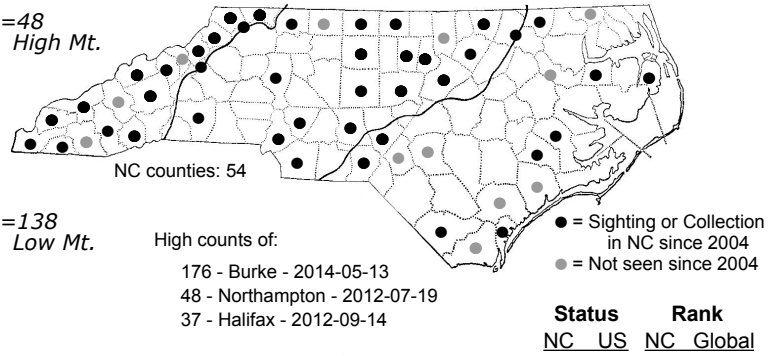 =48
High Mt.
NC counties: 54
=138
Low Mt.
High counts of:
176 - Burke - 2014-05-13
48 - Northampton - 2012-07-19
37 - Halifax - 2012-09-14
= Sighting or Collection
in NC since 2004
= Not seen since 2004
Status Rank
NC US NC Global